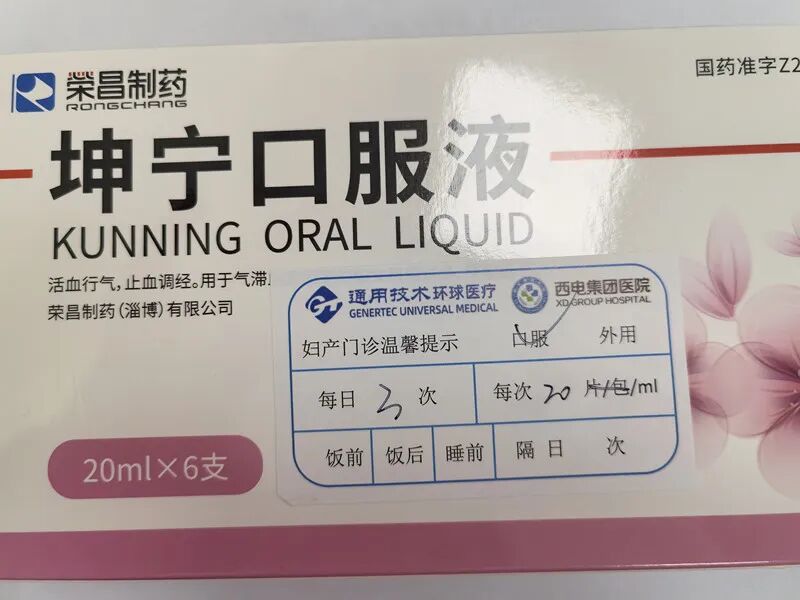 榮昌制药
RONGCHANG
国药准字Z2
坤宁口服液
KUNNING ORAL LIQUID
活血行气,止血调经。用于气滞
荣昌制药(淄博)有限公司
通用技术环球医疗
GENERTEC UNIVERSAL MEDICAL
西电集团医院
XD GROUP HOSPITAL
妇产门诊温馨提示 口服 外用
每日 3 次 每次 20 片/包/ml
饭前 饭后 睡前 隔 日 次
20ml×6支